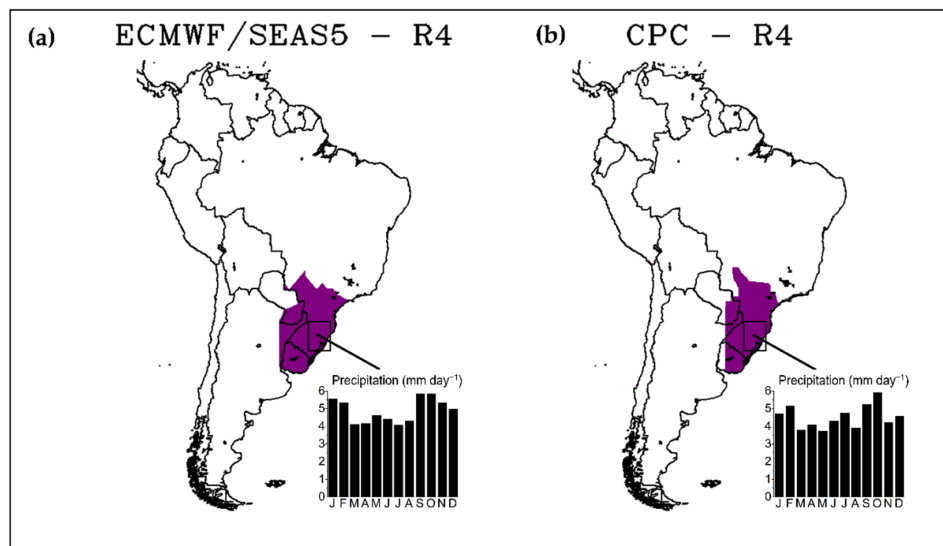 (a) ECMWF/SEAS5 - R4
(b) CPC - R4
Precipitation (mm day⁻¹)
6
5
4
3
2
1
0
J F M A M J J A S O N D
Precipitation (mm day⁻¹)
6
5
4
3
2
1
0
J F M A M J J A S O N D